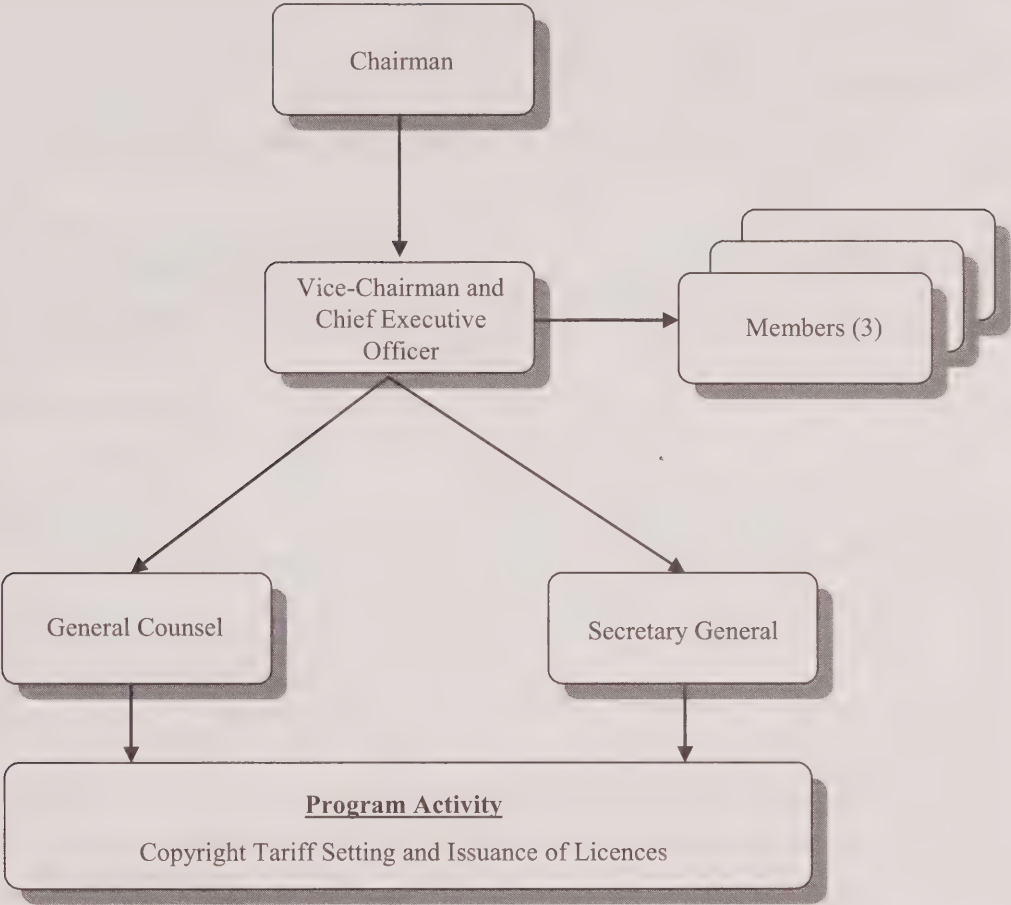 Chairman
Vice-Chairman and
Chief Executive
Officer
Members (3)
General Counsel
Secretary General
Program Activity
Copyright Tariff Setting and Issuance of Licences